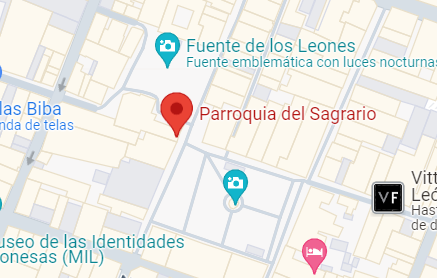 Fuente de los Leones
Fuente emblemática con luces nocturnas
las Biba
nda de telas
Parroquia del Sagrario
VF
Vitt
Leó
Hast
de d
useo de las Identidades
onesas (MIL)